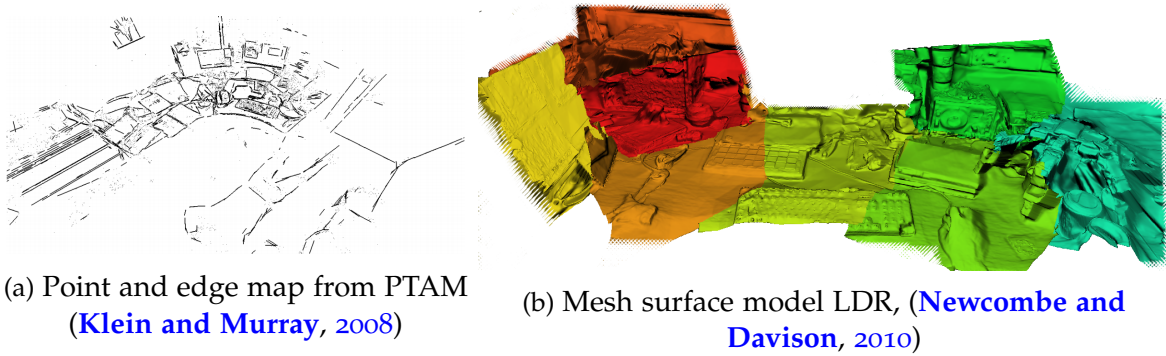 (a) Point and edge map from PTAM
(Klein and Murray, 2008)
(b) Mesh surface model LDR, (Newcombe and
Davison, 2010)